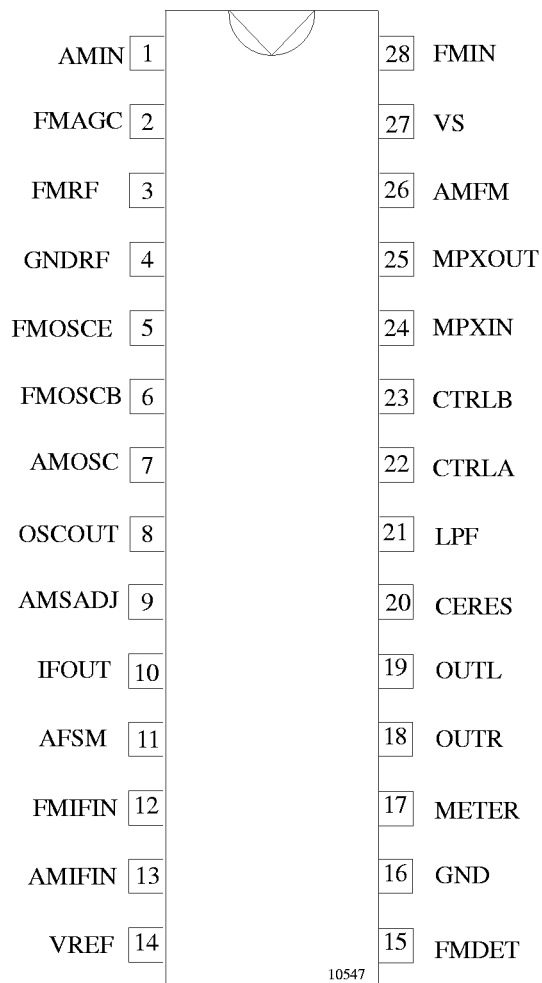 AMIN 1 28 FMIN
FMAGC 2 27 VS
FMRF 3 26 AMFM
GNDRF 4 25 MPXOUT
FMOSCE 5 24 MPXIN
FMOSCB 6 23 CTRLB
AMOSC 7 22 CTRLA
OSCOUT 8 21 LPF
AMSADJ 9 20 CERES
IFOUT 10 19 OUTL
AFSM 11 18 OUTR
FMIFIN 12 17 METER
AMIFIN 13 16 GND
VREF 14 15 FMDET
10547